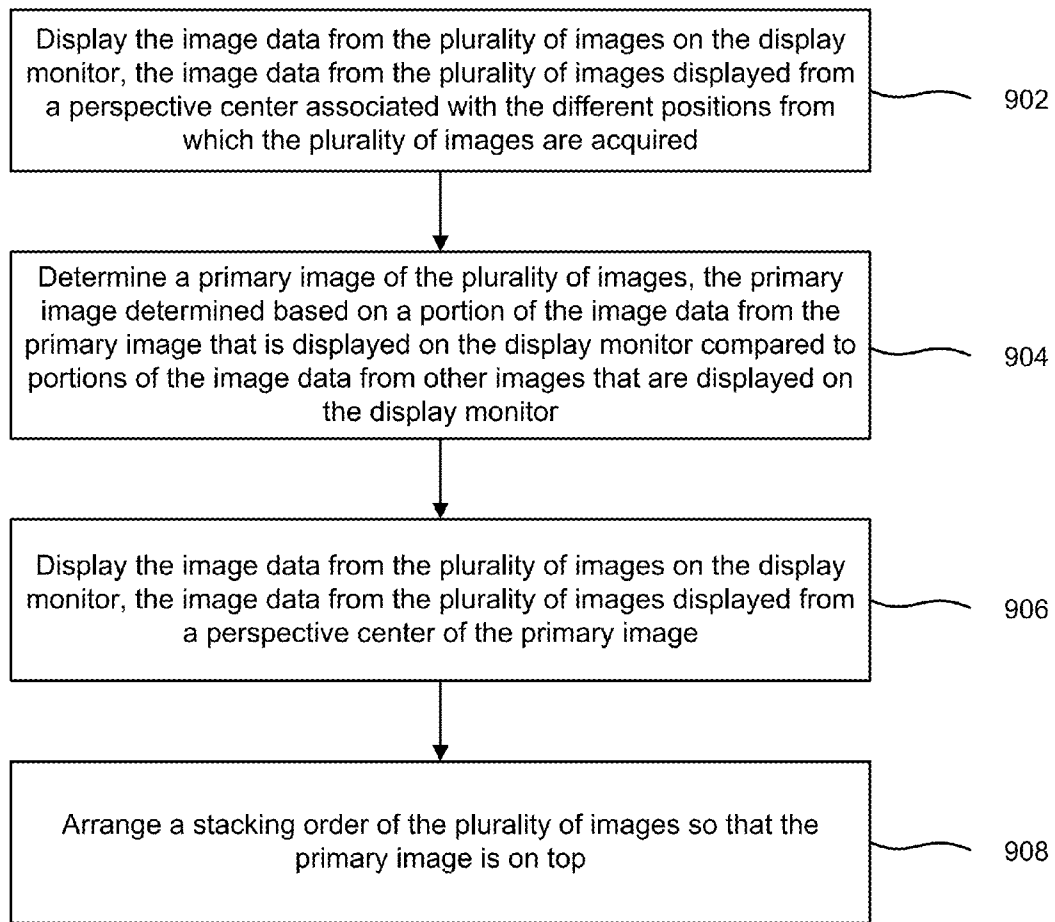 Display the image data from the plurality of images on the display
monitor, the image data from the plurality of images displayed from
a perspective center associated with the different positions from
which the plurality of images are acquired
902
Determine a primary image of the plurality of images, the primary
image determined based on a portion of the image data from the
primary image that is displayed on the display monitor compared to
portions of the image data from other images that are displayed on
the display monitor
904
Display the image data from the plurality of images on the display
monitor, the image data from the plurality of images displayed from
a perspective center of the primary image
906
Arrange a stacking order of the plurality of images so that the
primary image is on top
908